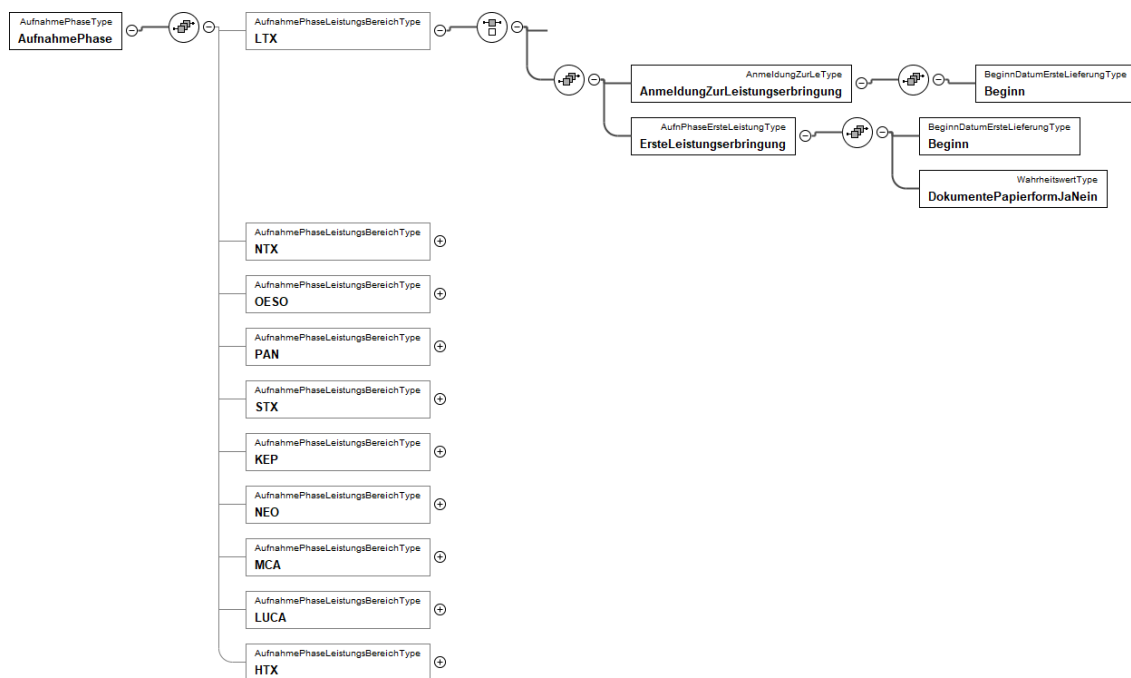 AufnahmePhaseType
AufnahmePhase
AufnahmePhaseLeistungsBereichType
LTX
AnmeldungZurLeType
AnmeldungZurLeistungserbringung
BeginnDatumErsteLieferungType
Beginn
AufnPhaseErsteLeistungType
ErsteLeistungserbringung
BeginnDatumErsteLieferungType
Beginn
WahrheitswertType
DokumentePapierformJaNein
AufnahmePhaseLeistungsBereichType
NTX
AufnahmePhaseLeistungsBereichType
OESO
AufnahmePhaseLeistungsBereichType
PAN
AufnahmePhaseLeistungsBereichType
STX
AufnahmePhaseLeistungsBereichType
KEP
AufnahmePhaseLeistungsBereichType
NEO
AufnahmePhaseLeistungsBereichType
MCA
AufnahmePhaseLeistungsBereichType
LUCA
AufnahmePhaseLeistungsBereichType
HTX